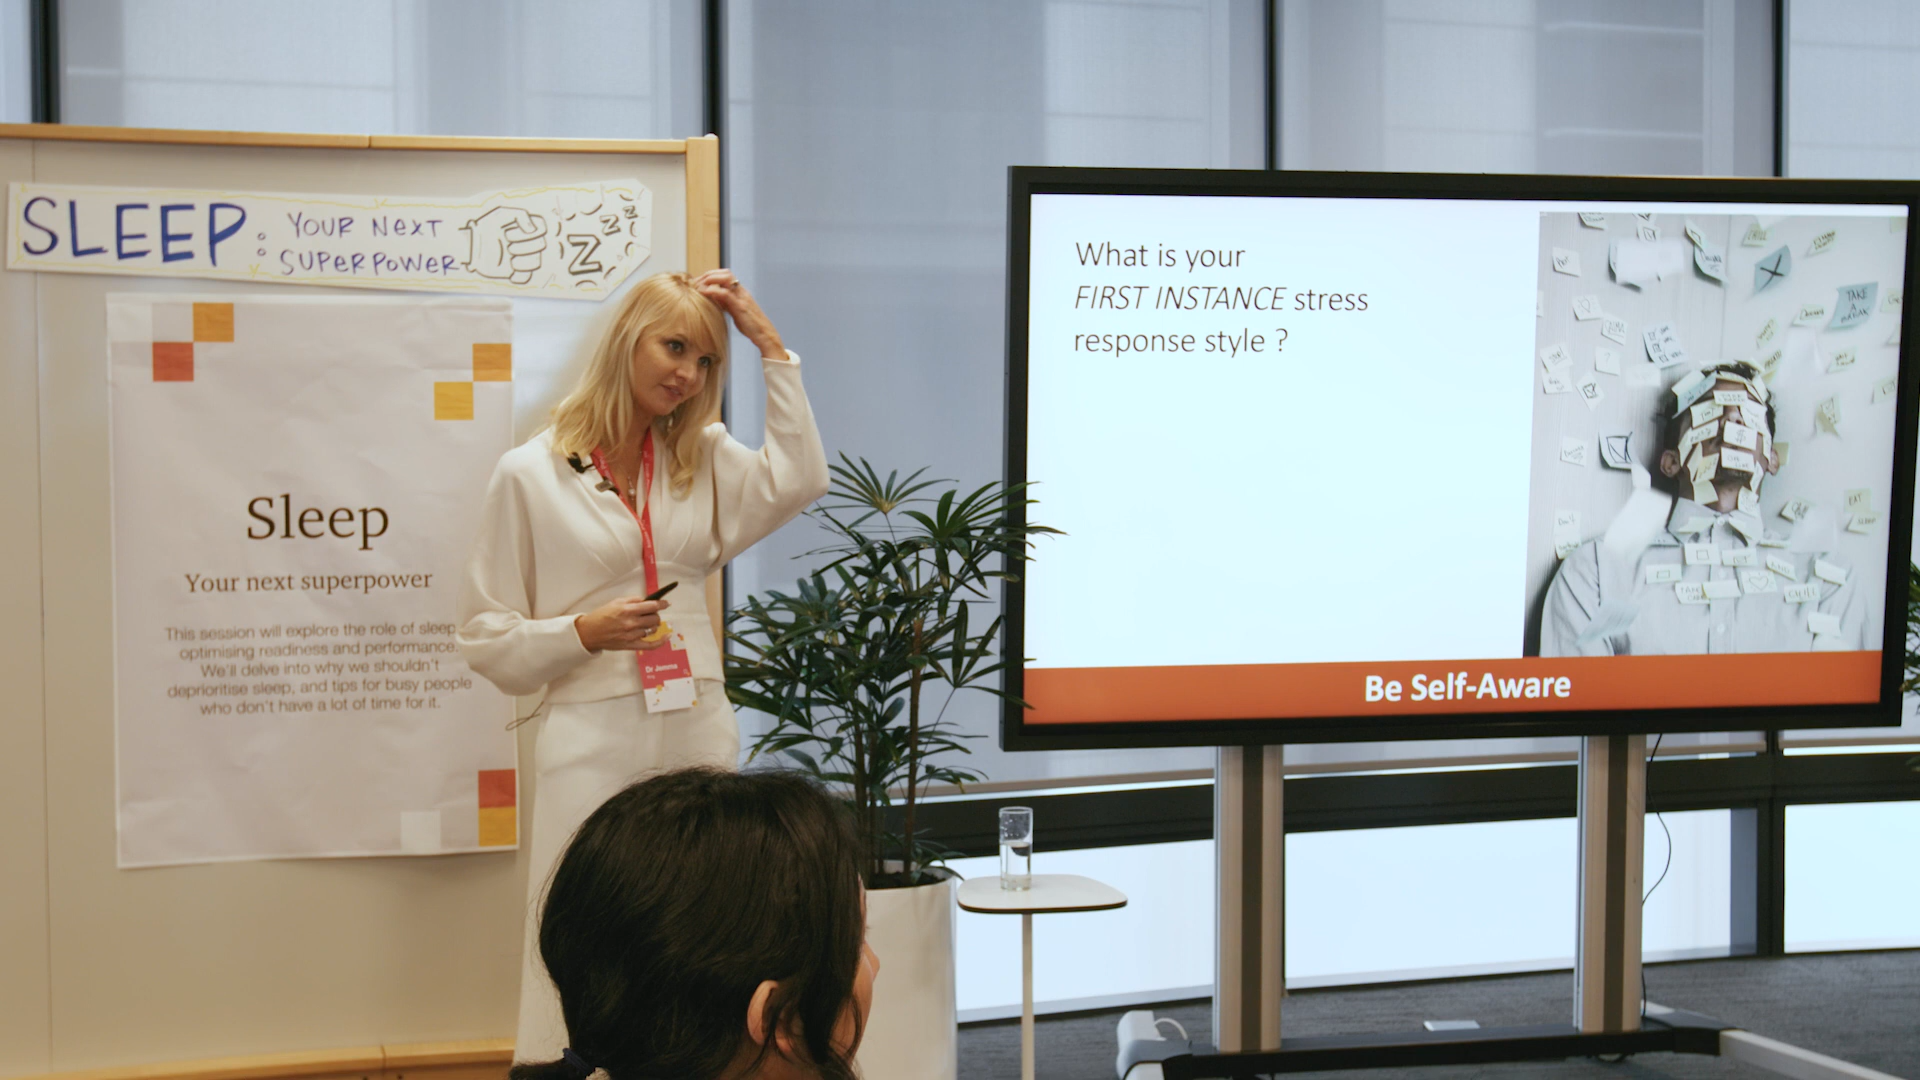 SLEEP: YOUR NEXT
SUPERPOWER
Sleep
Your next superpower
This session will explore the role of sleep
optimising readiness and performance.
We'll delve into why we shouldn't
deprioritise sleep, and tips for busy people
who don't have a lot of time for it.
Dr Jemma
What is your
FIRST INSTANCE stress
response style ?
TAKE
A
Be Self-Aware